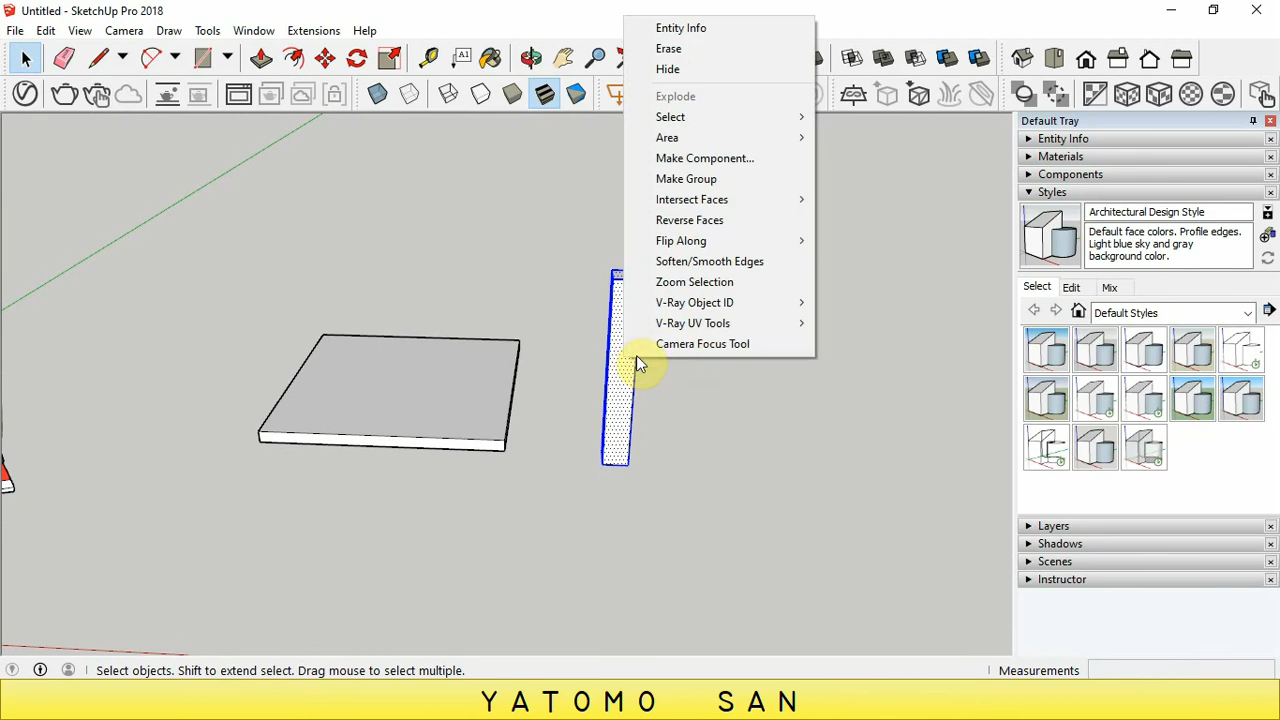 Untitled - SketchUp Pro 2018
File Edit View Camera Draw Tools Window Extensions Help
A1
Entity Info
Erase
Hide
Explode
Select
Area
Make Component...
Make Group
Intersect Faces
Reverse Faces
Flip Along
Soften/Smooth Edges
Zoom Selection
V-Ray Object ID
V-Ray UV Tools
Camera Focus Tool
Default Tray
Entity Info
Materials
Components
Styles
Architectural Design Style
Default face colors. Profile edges.
Light blue sky and gray
background color.
Select Edit Mix
Default Styles
Layers
Shadows
Scenes
Instructor
Select objects. Shift to extend select. Drag mouse to select multiple.
Measurements
YATOMO SAN